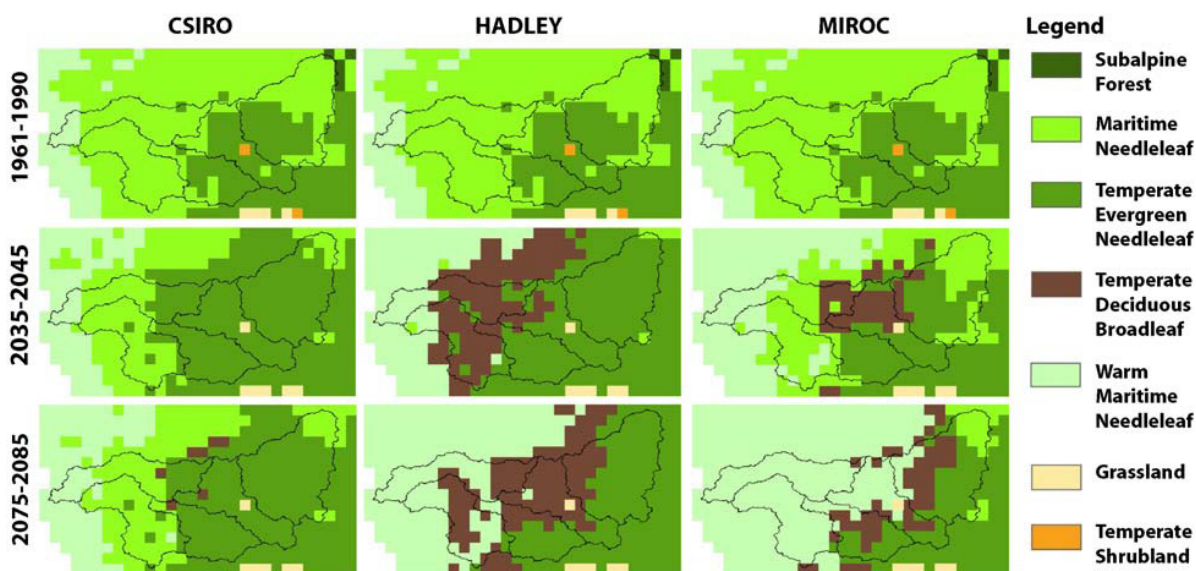 CSIRO
HADLEY
MIROC
Legend
1961-1990
2035-2045
2075-2085
Subalpine
Forest
Maritime
Needleleaf
Temperate
Evergreen
Needleleaf
Temperate
Deciduous
Broadleaf
Warm
Maritime
Needleleaf
Grassland
Temperate
Shrubland